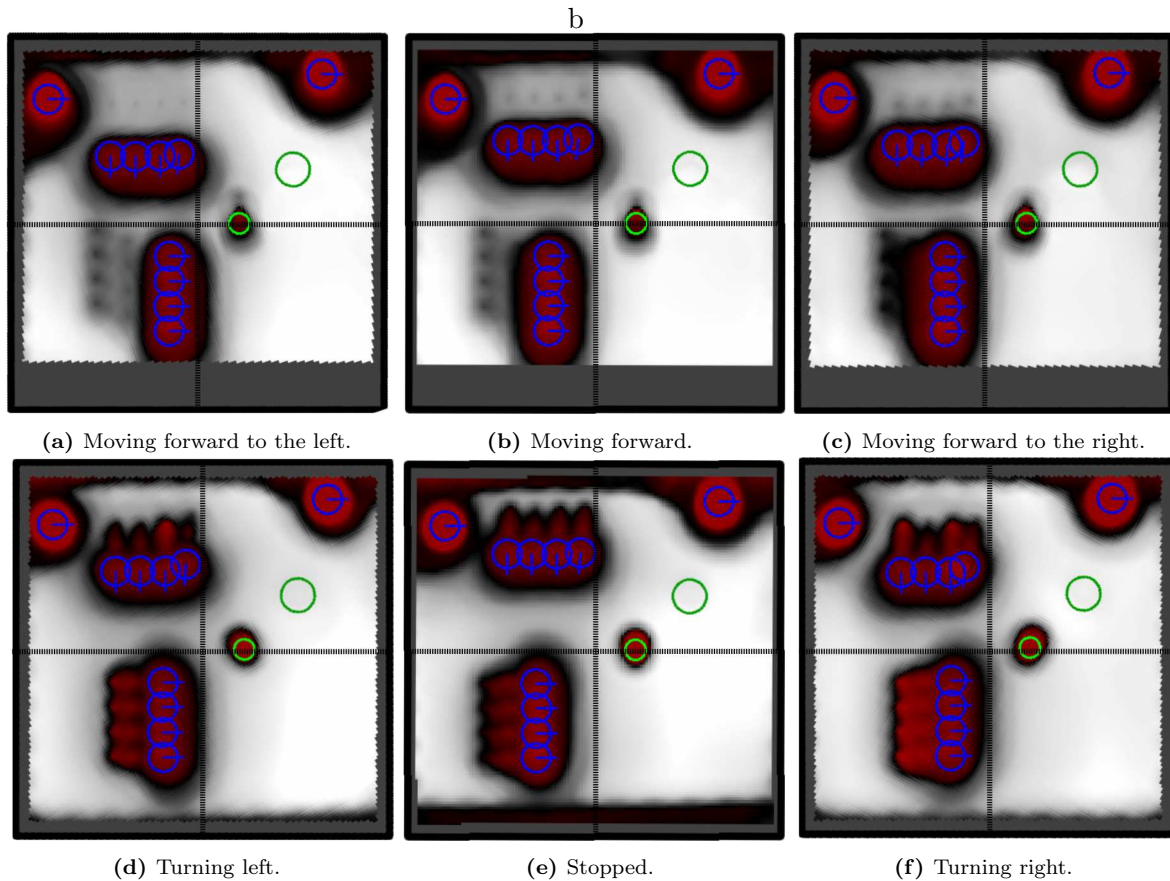 b
(a) Moving forward to the left.
(b) Moving forward.
(c) Moving forward to the right.
(d) Turning left.
(e) Stopped.
(f) Turning right.